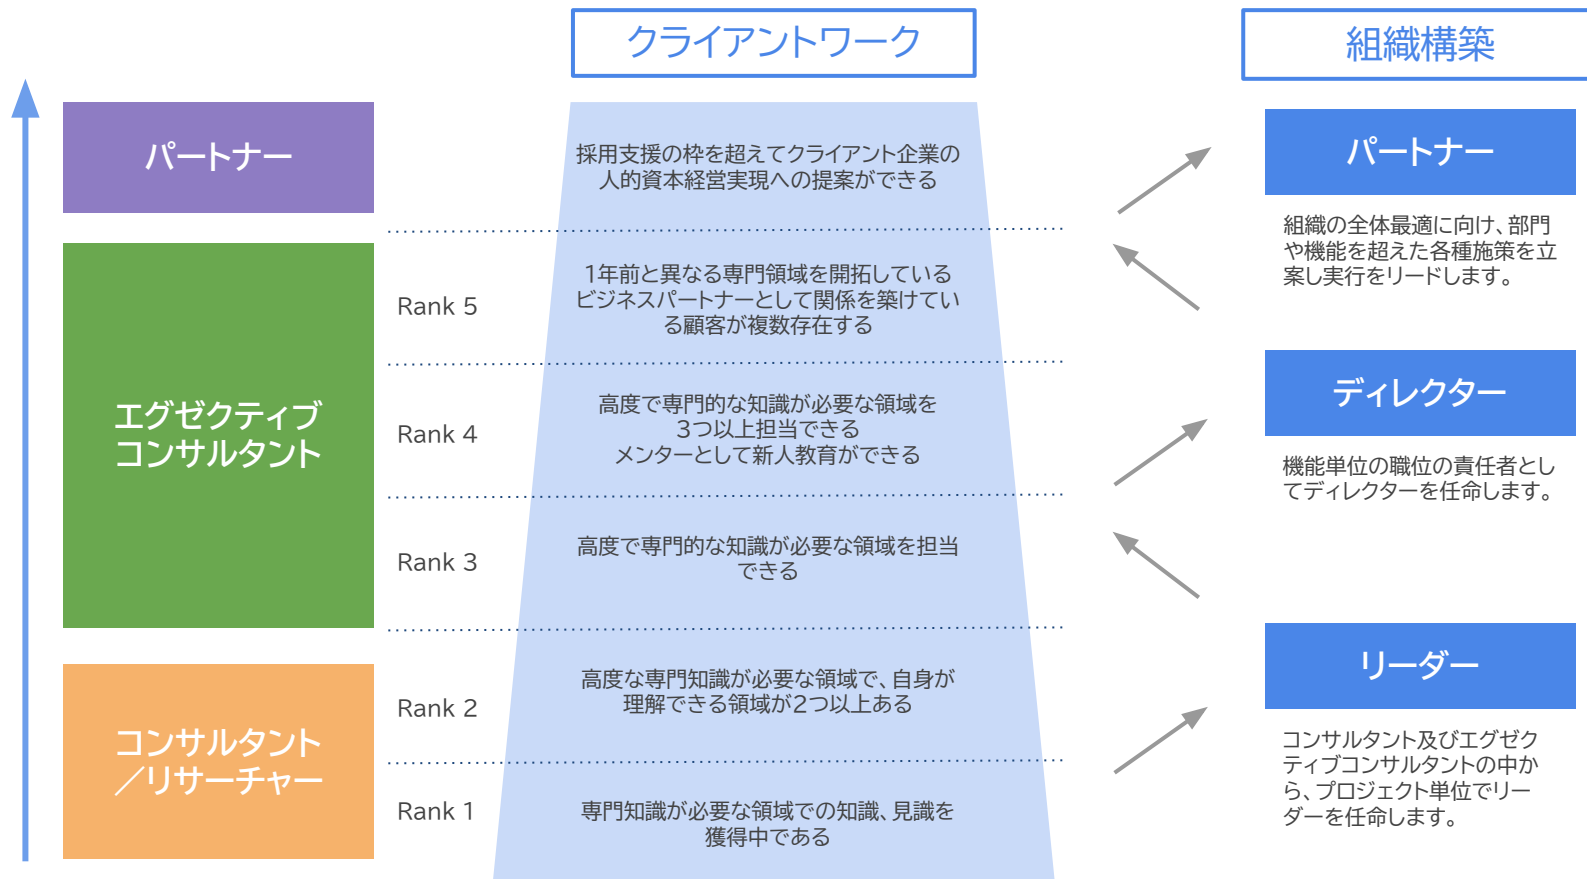 クライアントワーク
組織構築
パートナー
採用支援の枠を超えてクライアント企業の
人的資本経営実現への提案ができる
エグゼクティブ
コンサルタント
Rank 5
1年前と異なる専門領域を開拓している
ビジネスパートナーとして関係を築けてい
る顧客が複数存在する
Rank 4
高度で専門的な知識が必要な領域を
3つ以上担当できる
メンターとして新人教育ができる
Rank 3
高度で専門的な知識が必要な領域を担当
できる
コンサルタント
／リサーチャー
Rank 2
高度な専門知識が必要な領域で、自身が
理解できる領域が2つ以上ある
Rank 1
専門知識が必要な領域での知識、見識を
獲得中である
パートナー
組織の全体最適に向け、部門
や機能を超えた各種施策を立
案し実行をリードします。
ディレクター
機能単位の職位の責任者とし
てディレクターを任命します。
リーダー
コンサルタント及びエグゼク
ティブコンサルタントの中か
ら、プロジェクト単位でリー
ダーを任命します。